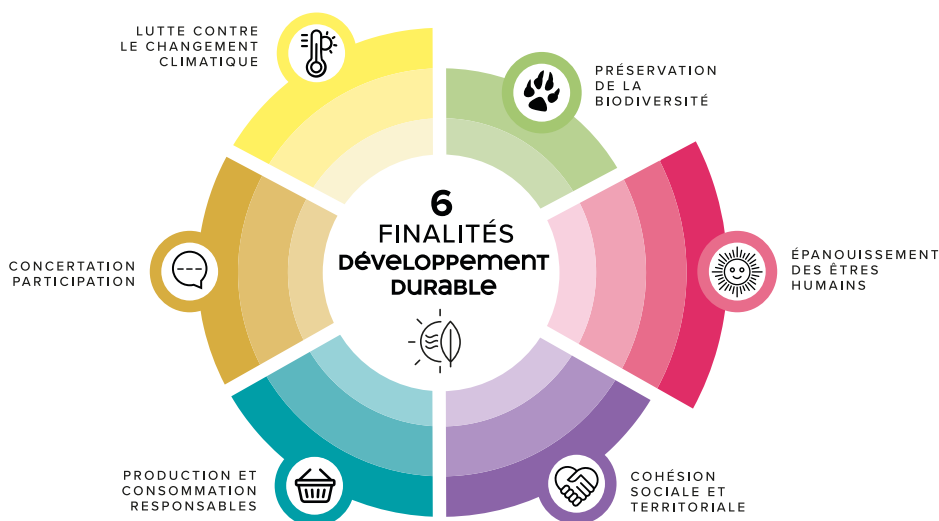 LUTTE CONTRE
LE CHANGEMENT
CLIMATIQUE
PRÉSERVATION
DE LA
BIODIVERSITÉ
6
FINALITÉS
DÉVELOPPEMENT
DURABLE
CONCERTATION
PARTICIPATION
ÉPANOUISSEMENT
DES ÊTRES
HUMAINS
PRODUCTION ET
CONSOMMATION
RESPONSABLES
COHÉSION
SOCIALE ET
TERRITORIALE